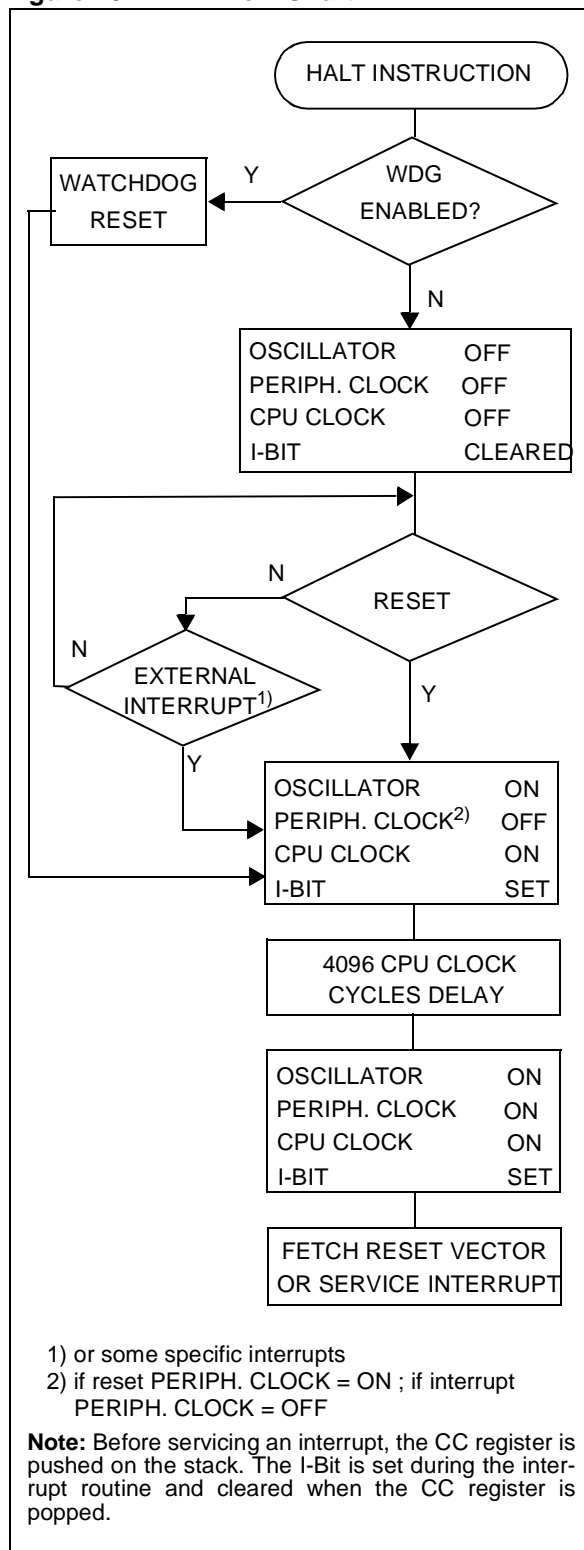 HALT INSTRUCTION
WDG
ENABLED?
Y
WATCHDOG
RESET
N
OSCILLATOR OFF
PERIPH. CLOCK OFF
CPU CLOCK OFF
I-BIT CLEARED
RESET
N
EXTERNAL
INTERRUPT1)
N
Y
Y
OSCILLATOR ON
PERIPH. CLOCK2) OFF
CPU CLOCK ON
I-BIT SET
4096 CPU CLOCK
CYCLES DELAY
OSCILLATOR ON
PERIPH. CLOCK ON
CPU CLOCK ON
I-BIT SET
FETCH RESET VECTOR
OR SERVICE INTERRUPT
1) or some specific interrupts
2) if reset PERIPH. CLOCK = ON ; if interrupt
PERIPH. CLOCK = OFF
Note: Before servicing an interrupt, the CC register is
pushed on the stack. The I-Bit is set during the inter-
rupt routine and cleared when the CC register is
popped.